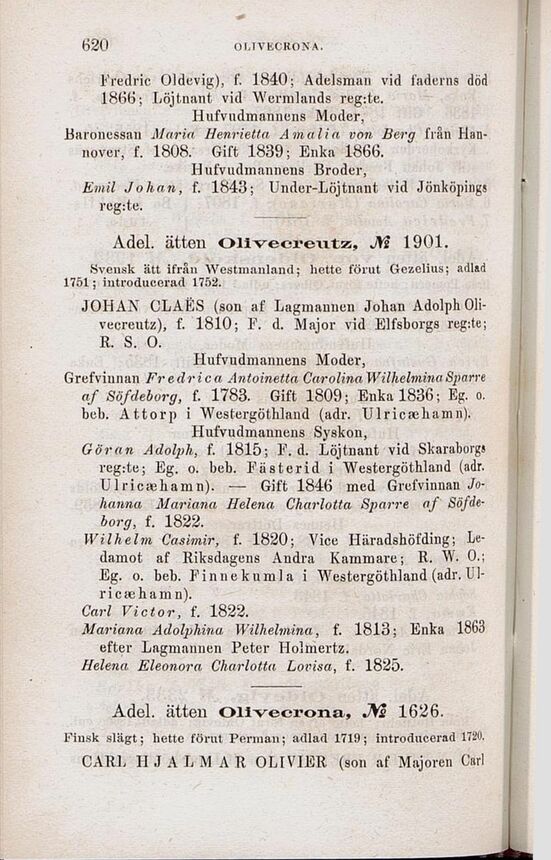 620 OLIVECRONA.
Fredric Oldevig), f. 1840; Adelsman vid faderns död
1866; Löjtnant vid Wermlands reg:te.
Hufvudmannens Moder,
Baronessan Maria Henrietta Amalia von Berg från Han-
nover, f. 1808. Gift 1839; Enka 1866.
Hufvudmannens Broder,
Emil Johan, f. 1843; Under-Löjtnant vid Jönköpings
reg:te.
Adel. ätten Olivecreutz, № 1901.
Svensk ätt ifrån Westmanland; hette förut Gezelius; adlad
1751; introducerad 1752.
JOHAN CLAËS (son af Lagmannen Johan Adolph Oli-
vecreutz), f. 1810; F. d. Major vid Elfsborgs reg:te;
R. S. O.
Hufvudmannens Moder,
Grefvinnan Fredrica Antoinetta Carolina Wilhelmina Sparre
af Söfdeborg, f. 1783. Gift 1809; Enka 1836; Eg. o.
beb. Attorp i Westergöthland (adr. Ulricæhamn).
Hufvudmannens Syskon,
Göran Adolph, f. 1815; F. d. Löjtnant vid Skaraborgs
reg:te; Eg. o. beb. Fästerid i Westergöthland (adr.
Ulricæhamn). — Gift 1846 med Grefvinnan Jo-
hanna Mariana Helena Charlotta Sparre af Söfde-
borg, f. 1822.
Wilhelm Casimir, f. 1820; Vice Häradshöfding; Le-
damot af Riksdagens Andra Kammare; R. W. O.;
Eg. o. beb. Finnekumla i Westergöthland (adr. Ul-
ricæhamn).
Carl Victor, f. 1822.
Mariana Adolphina Wilhelmina, f. 1813; Enka 1863
efter Lagmannen Peter Holmertz.
Helena Eleonora Charlotta Lovisa, f. 1825.
Adel. ätten Olivecrona, № 1626.
Finsk slägt; hette förut Perman; adlad 1719; introducerad 1720.
CARL HJALMAR OLIVIER (son af Majoren Carl